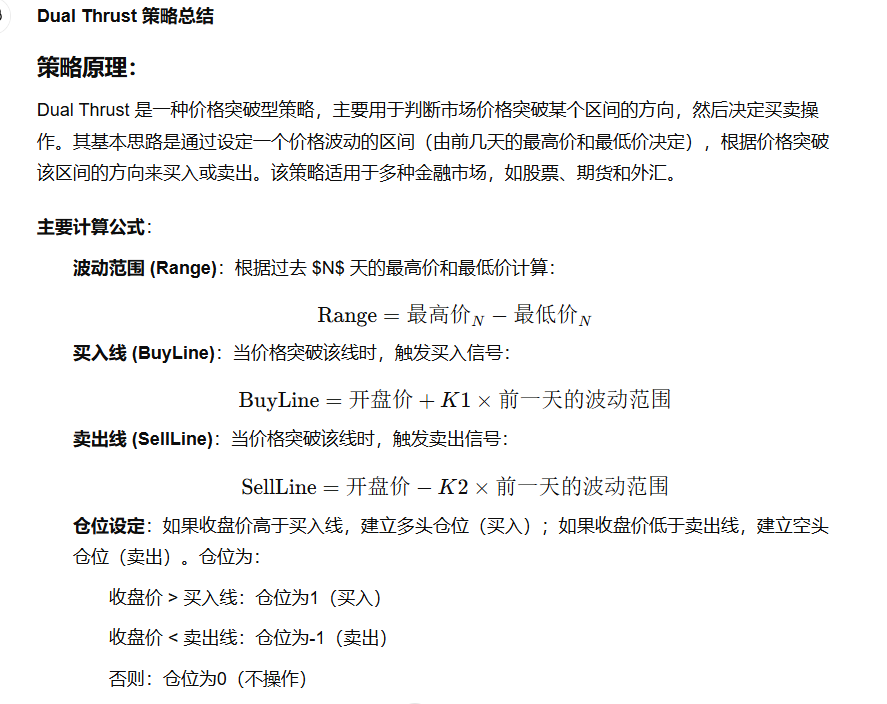 Dual Thrust 策略总结
策略原理：
Dual Thrust 是一种价格突破型策略，主要用于判断市场价格突破某个区间的方向，然后决定买卖操
作。其基本思路是通过设定一个价格波动的区间（由前几天的最高价和最低价决定），根据价格突破
该区间的方向来买入或卖出。该策略适用于多种金融市场，如股票、期货和外汇。
主要计算公式：
波动范围 (Range)：根据过去 $N$ 天的最高价和最低价计算：
Range = 最高价N − 最低价N
买入线 (BuyLine)：当价格突破该线时，触发买入信号：
BuyLine = 开盘价 + K1 × 前一天的波动范围
卖出线 (SellLine)：当价格突破该线时，触发卖出信号：
SellLine = 开盘价 − K2 × 前一天的波动范围
仓位设定：如果收盘价高于买入线，建立多头仓位（买入）；如果收盘价低于卖出线，建立空头
仓位（卖出）。仓位为：
收盘价 > 买入线：仓位为1（买入）
收盘价 < 卖出线：仓位为-1（卖出）
否则：仓位为0（不操作）